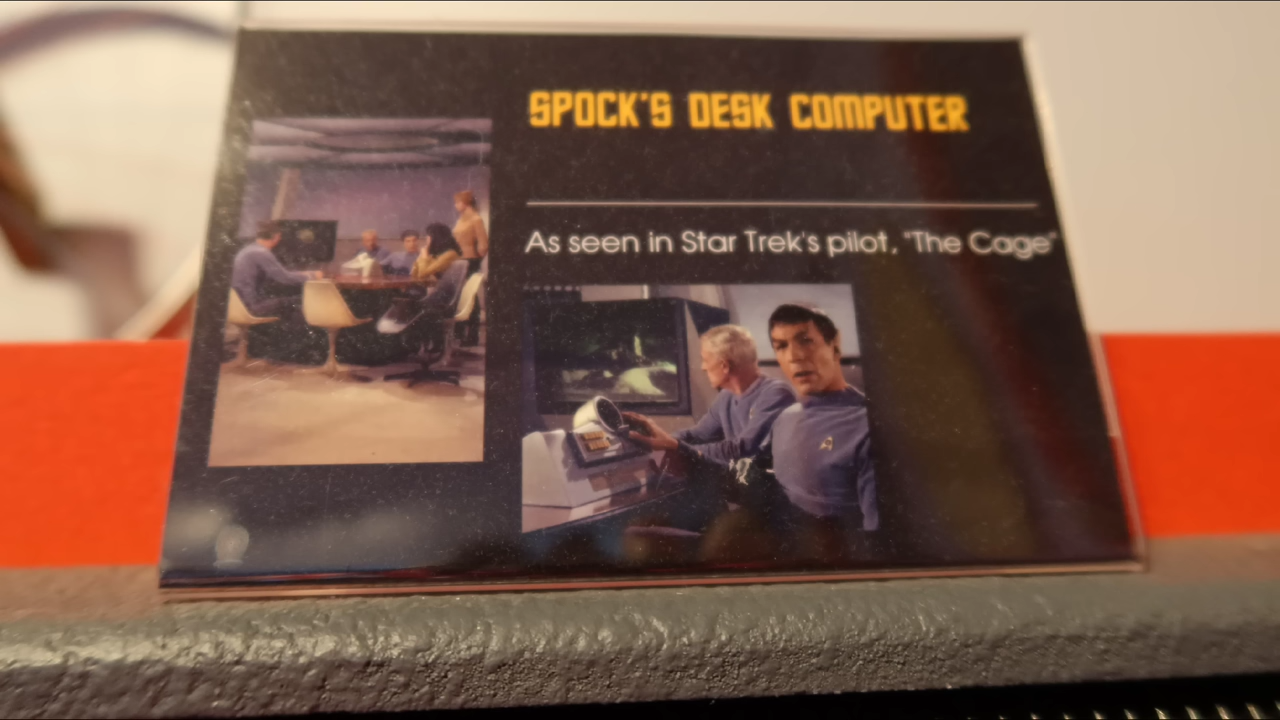 SPOCK'S DESK COMPUTER
As seen in Star Trek's pilot, "The Cage"